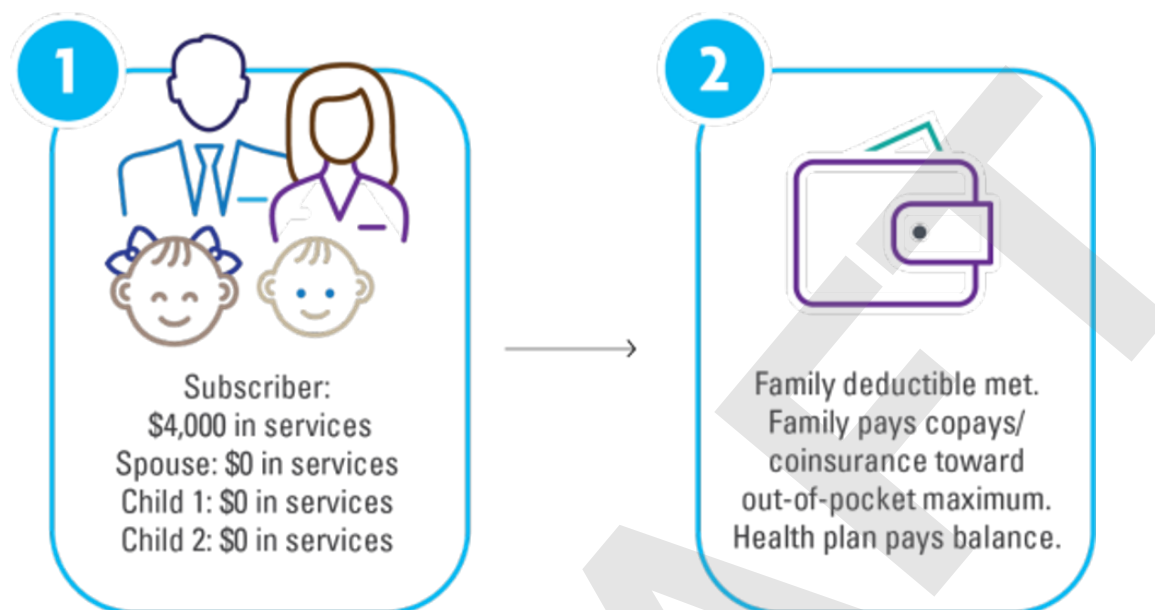 1
Subscriber:
$4,000 in services
Spouse: $0 in services
Child 1: $0 in services
Child 2: $0 in services
2
Family deductible met.
Family pays copays/
coinsurance toward
out-of-pocket maximum.
Health plan pays balance.